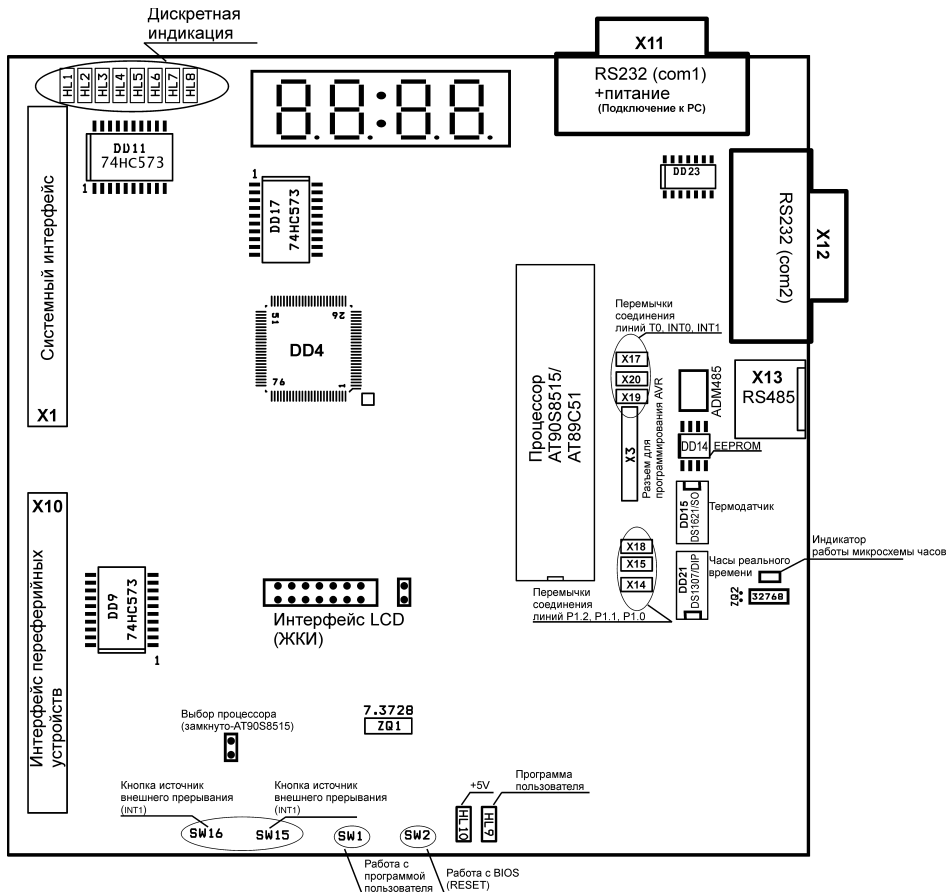 Дискретная
индикация
HL1
HL2
HL3
HL4
HL5
HL6
HL7
HL8
X11
RS232 (com1)
+питание
(Подключение к PC)
DD11
74HC573
1
Системный интерфейс
X1
1
DD17
74HC573
DD23
RS232 (com2)
X12
51
26
DD4
76
1
Процессор
AT90S8515/
AT89C51
Перемычки
соединения
линий T0, INT0, INT1
X17
X20
X19
X3
Разъем для
программирования AVR
ADM485
X13
RS485
DD14
EEPROM
DD15
DS1621/SO
Термодатчик
X10
Интерфейс переферийных
устройств
DD9
74HC573
1
Интерфейс LCD
(ЖКИ)
X18
X15
X14
Перемычки
соединения
линий P1.2, P1.1, P1.0
DD21
DS1307/DIP
Часы реального
времени
Индикатор
работы микросхемы часов
ZQ2
32768
Выбор процессора
(замкнуто-AT90S8515)
7.3728
ZQ1
Кнопка источник
внешнего прерывания
(INT1)
Кнопка источник
внешнего прерывания
(INT1)
+5V
Программа
пользователя
HL10
HL9
SW16
SW15
SW1
SW2
Работа с
программой
пользователя
Работа с BIOS
(RESET)